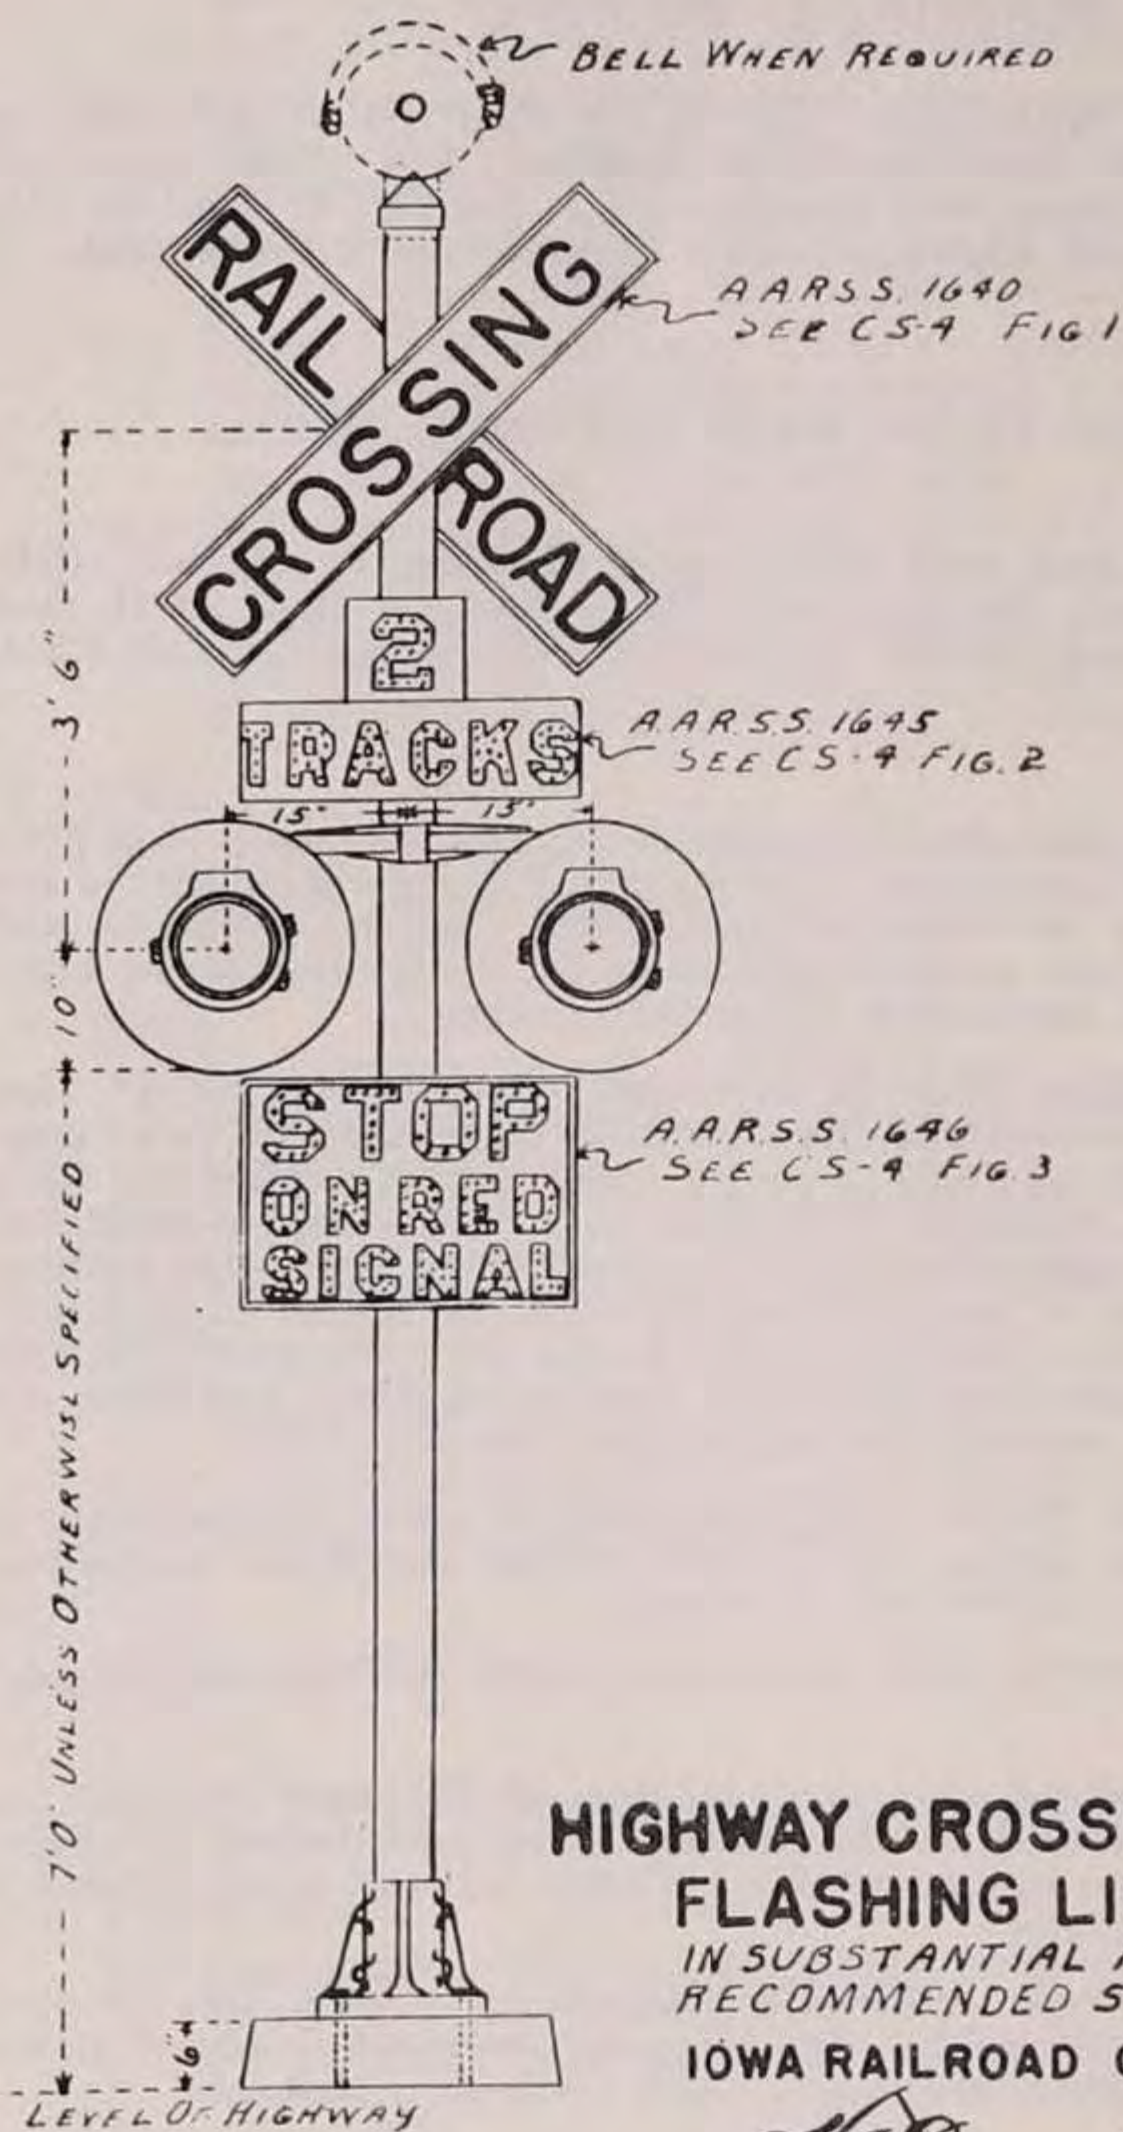 BELL WHEN REQUIRED
RAIL
ROAD
CROSSING
A A.R.S S. 1640
SEE CS-4 FIG. 1
3' 6"
2
TRACKS
A.A.R.S.S. 1645
SEE CS-4 FIG. 2
15" 15"
10"
STOP
ON RED
SIGNAL
A.A.R.S.S. 1646
SEE CS-4 FIG. 3
7'0" UNLESS OTHERWISE SPECIFIED
6"
LEVEL OF HIGHWAY
HIGHWAY CROSS
FLASHING LI
IN SUBSTANTIAL
RECOMMENDED S
IOWA RAILROAD